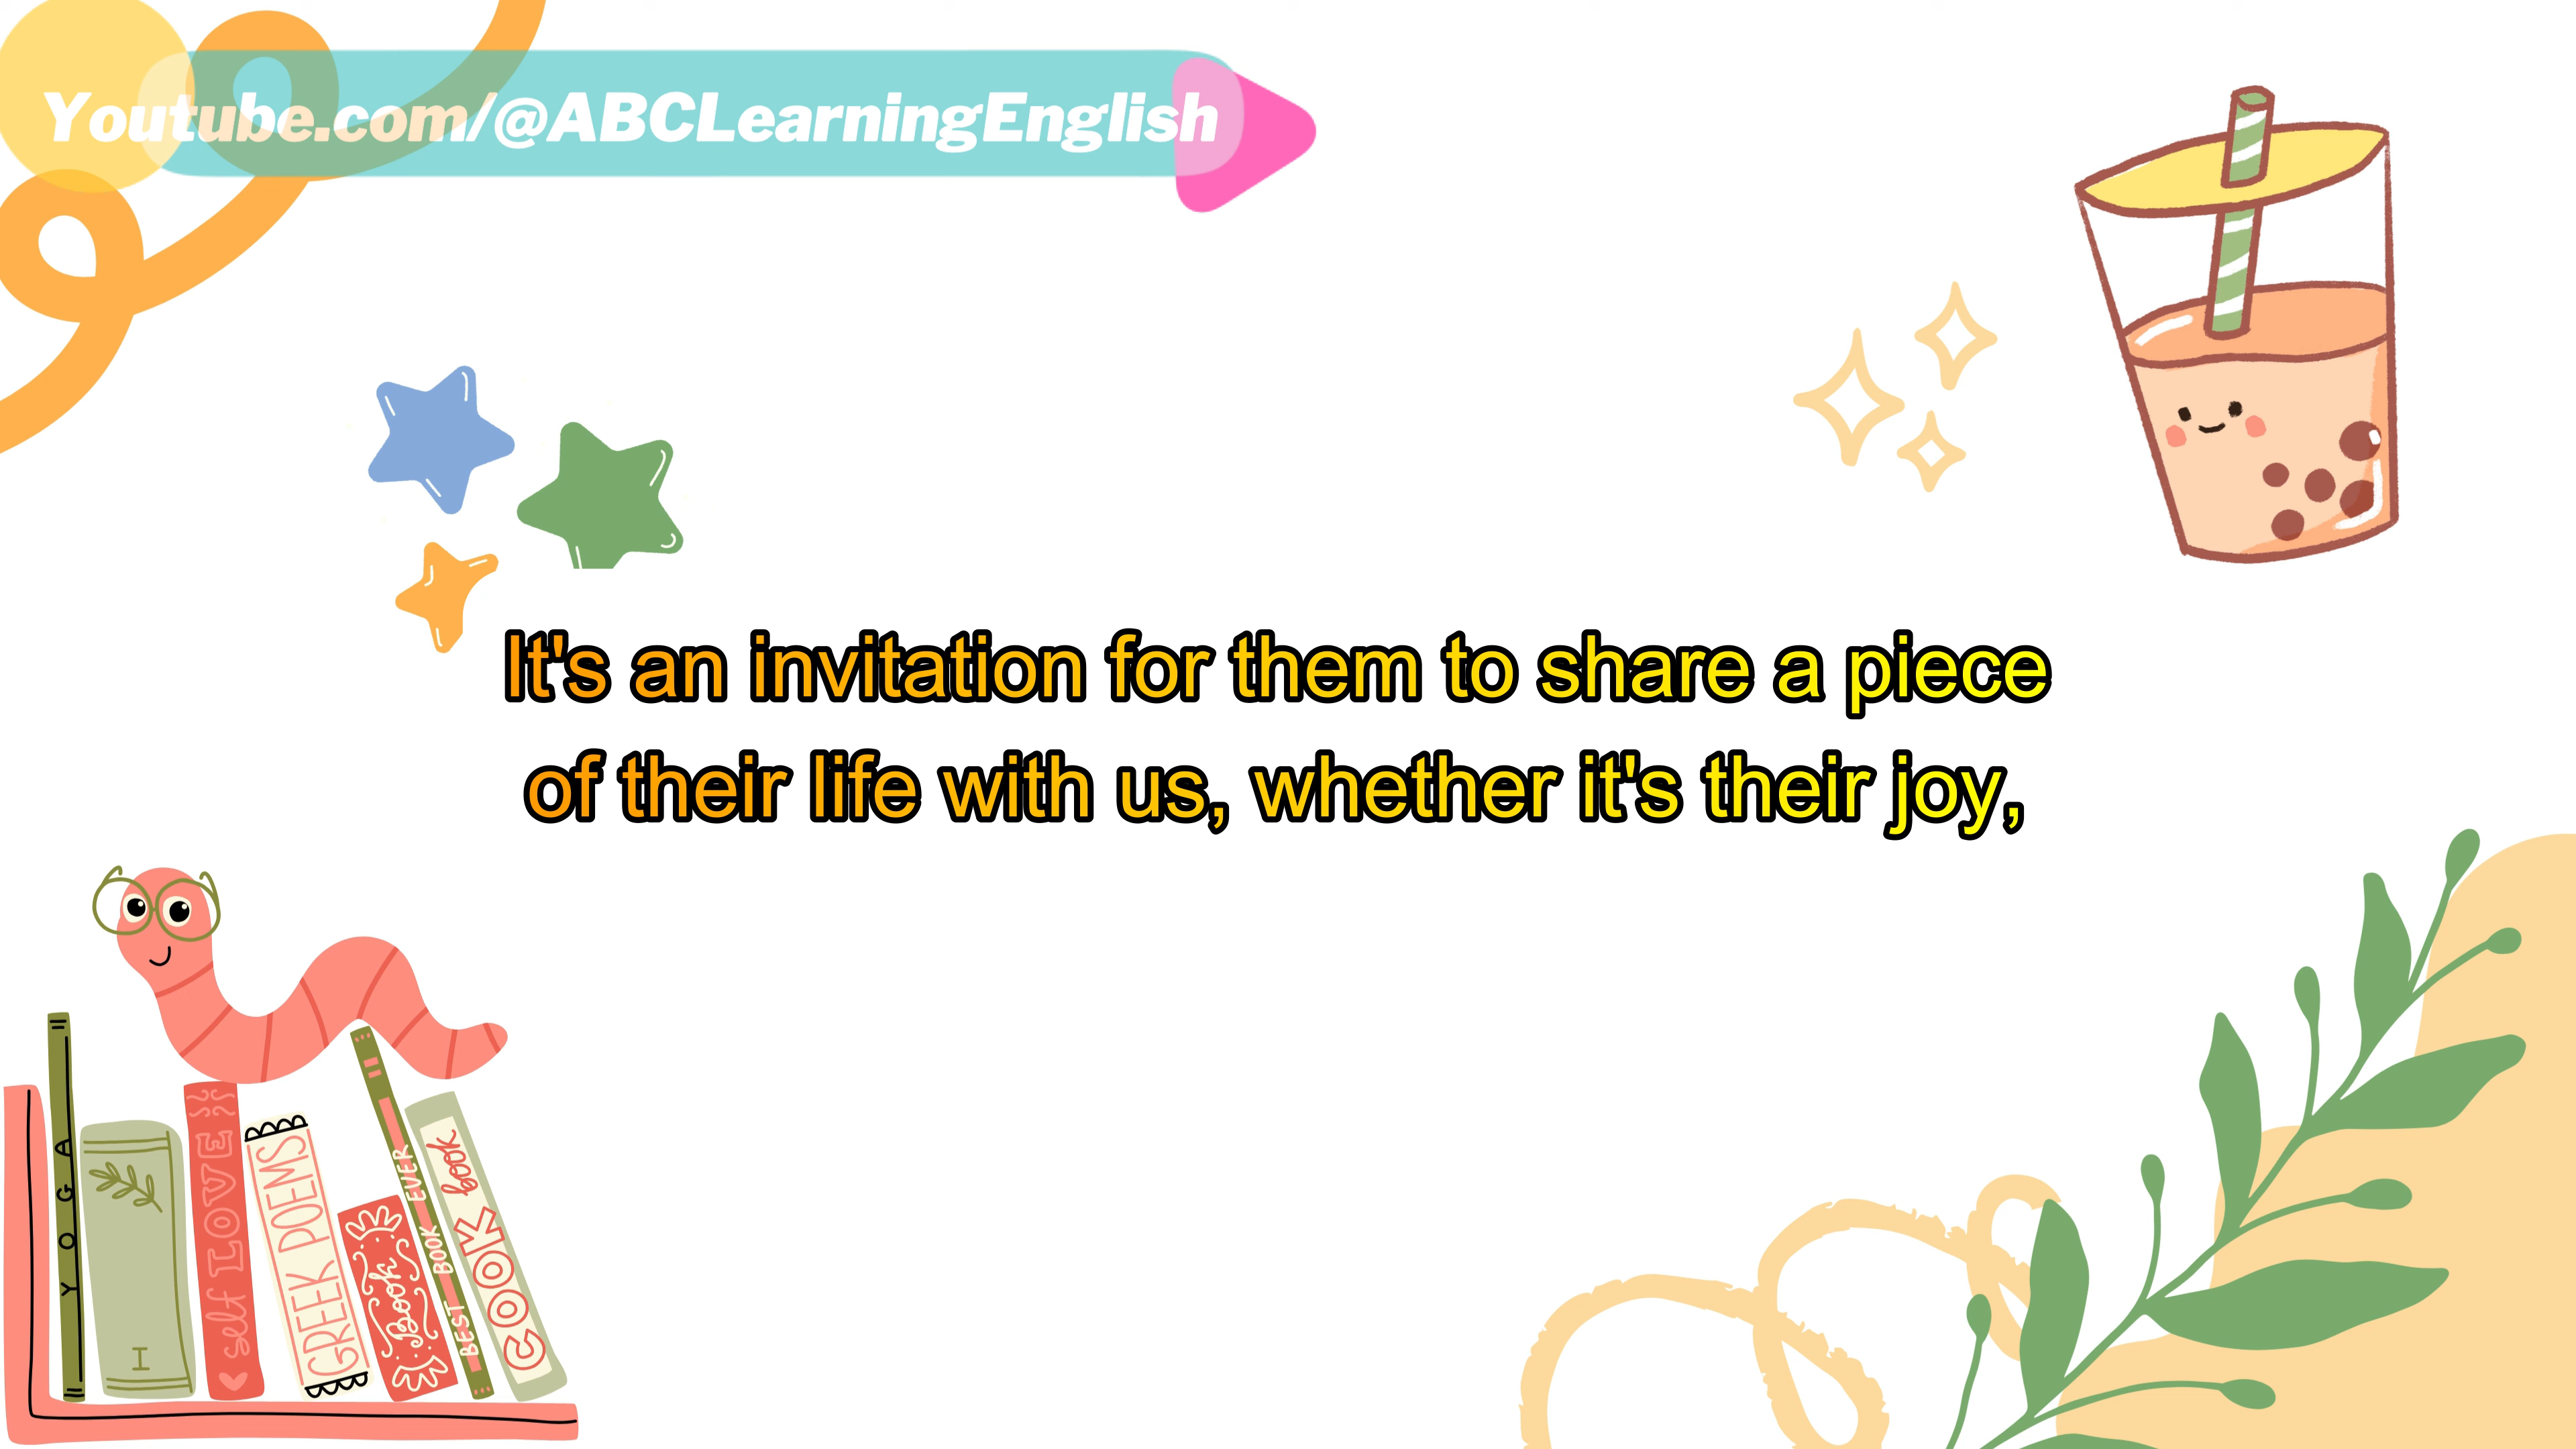 Youtube.com/@ABCLearningEnglish
It's an invitation for them to share a piece
of their life with us, whether it's their joy,
YOGA
I
self LOVE
GREEK POEMS
Book
BEST BOOK EVER
COOK book